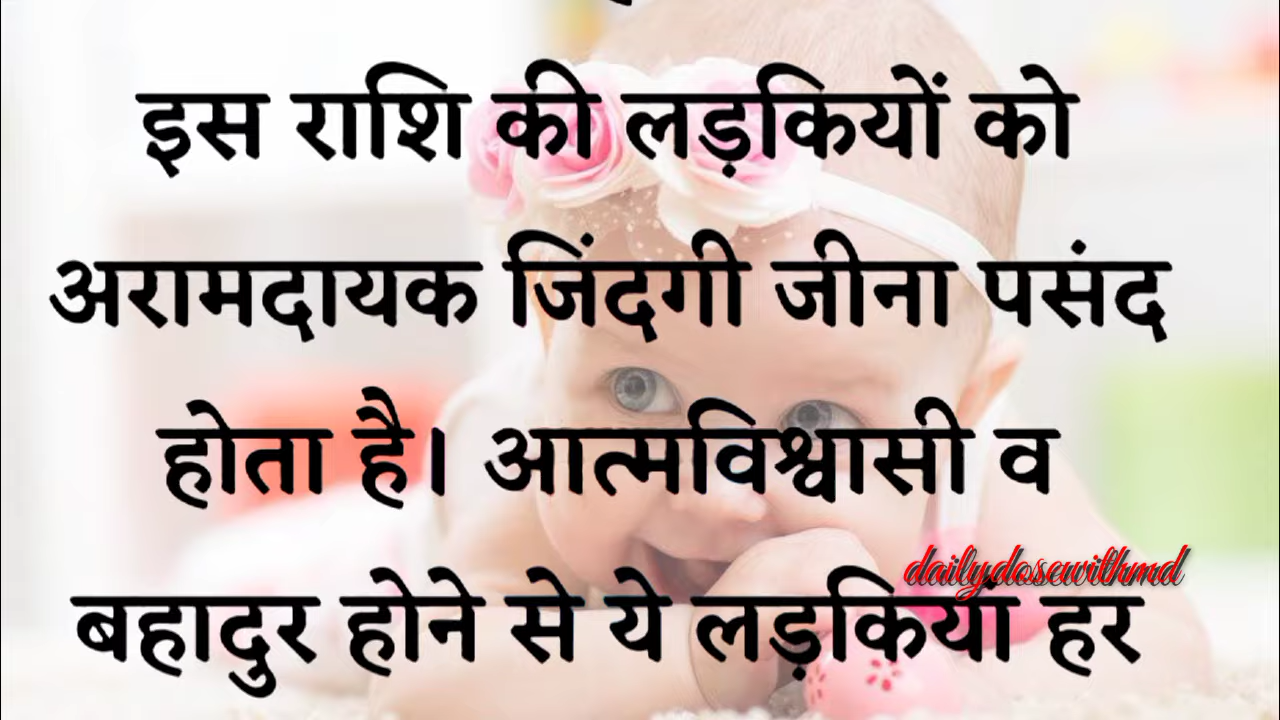 इस राशि की लड़कियों को
अरामदायक जिंदगी जीना पसंद
होता है। आत्मविश्वासी व
dailydosewithmd
बहादुर होने से ये लड़कियां हर